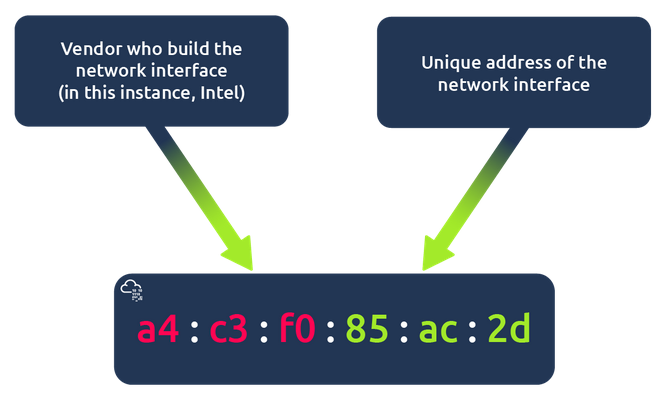 Vendor who build the
network interface
(in this instance, Intel)
Unique address of the
network interface
a4 : c3 : f0 : 85 : ac : 2d